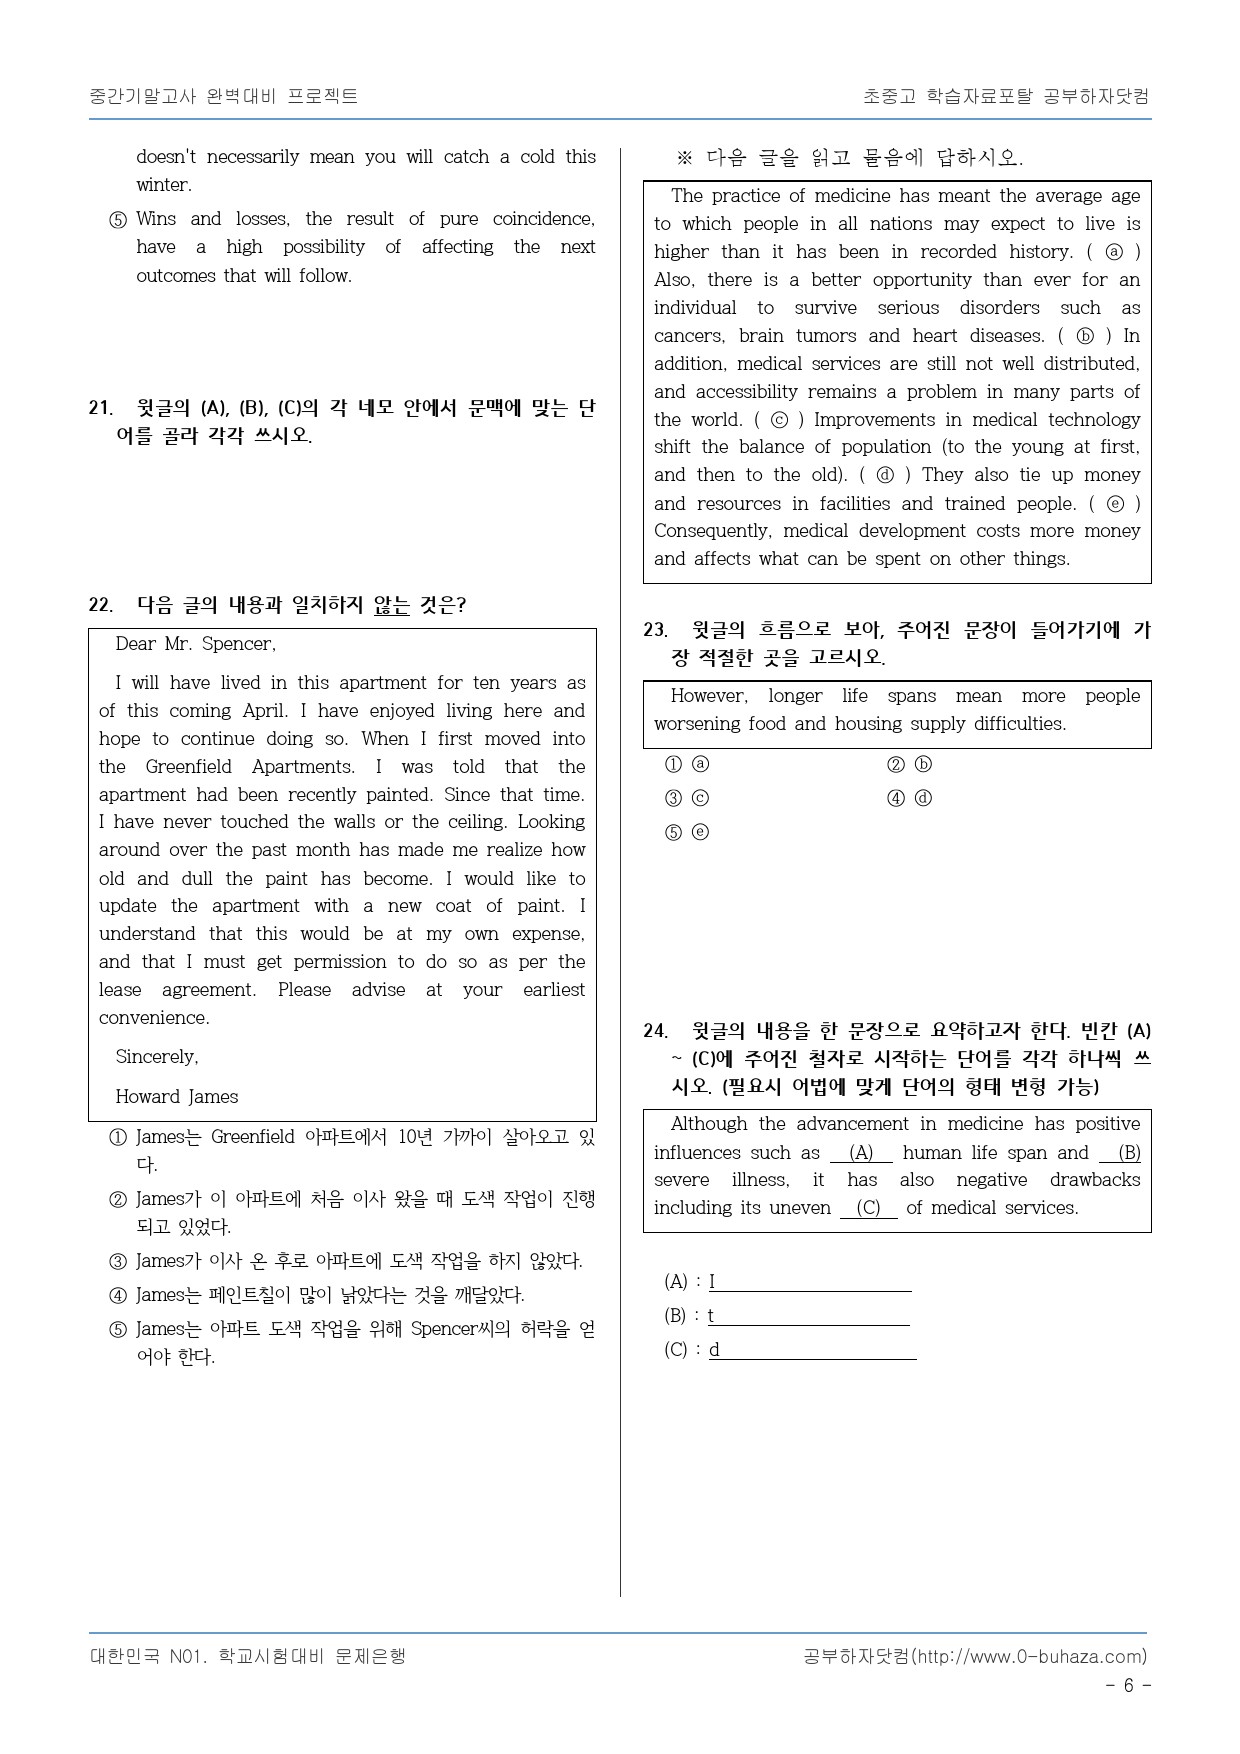 중간기말고사 완벽대비 프로젝트
초중고 학습자료포탈 공부하자닷컴
doesn't necessarily mean you will catch a cold this
winter.
⑤ Wins and losses, the result of pure coincidence,
have a high possibility of affecting the next
outcomes that will follow.
21. 윗글의 (A), (B), (C)의 각 네모 안에서 문맥에 맞는 단
어를 골라 각각 쓰시오.
22. 다음 글의 내용과 일치하지 않는 것은?
Dear Mr. Spencer,
I will have lived in this apartment for ten years as
of this coming April. I have enjoyed living here and
hope to continue doing so. When I first moved into
the Greenfield Apartments. I was told that the
apartment had been recently painted. Since that time.
I have never touched the walls or the ceiling. Looking
around over the past month has made me realize how
old and dull the paint has become. I would like to
update the apartment with a new coat of paint. I
understand that this would be at my own expense,
and that I must get permission to do so as per the
lease agreement. Please advise at your earliest
convenience.
Sincerely,
Howard James
① James는 Greenfield 아파트에서 10년 가까이 살아오고 있
다.
② James가 이 아파트에 처음 이사 왔을 때 도색 작업이 진행
되고 있었다.
③ James가 이사 온 후로 아파트에 도색 작업을 하지 않았다.
④ James는 페인트칠이 많이 낡았다는 것을 깨달았다.
⑤ James는 아파트 도색 작업을 위해 Spencer씨의 허락을 얻
어야 한다.
※ 다음 글을 읽고 물음에 답하시오.
The practice of medicine has meant the average age
to which people in all nations may expect to live is
higher than it has been in recorded history. ( ⓐ )
Also, there is a better opportunity than ever for an
individual to survive serious disorders such as
cancers, brain tumors and heart diseases. ( ⓑ ) In
addition, medical services are still not well distributed,
and accessibility remains a problem in many parts of
the world. ( ⓒ ) Improvements in medical technology
shift the balance of population (to the young at first,
and then to the old). ( ⓓ ) They also tie up money
and resources in facilities and trained people. ( ⓔ )
Consequently, medical development costs more money
and affects what can be spent on other things.
23. 윗글의 흐름으로 보아, 주어진 문장이 들어가기에 가
장 적절한 곳을 고르시오.
However, longer life spans mean more people
worsening food and housing supply difficulties.
① ⓐ ② ⓑ
③ ⓒ ④ ⓓ
⑤ ⓔ
24. 윗글의 내용을 한 문장으로 요약하고자 한다. 빈칸 (A)
~ (C)에 주어진 철자로 시작하는 단어를 각각 하나씩 쓰
시오. (필요시 어법에 맞게 단어의 형태 변형 가능)
Although the advancement in medicine has positive
influences such as (A) human life span and (B)
severe illness, it has also negative drawbacks
including its uneven (C) of medical services.
(A) : I
(B) : t
(C) : d
대한민국 N01. 학교시험대비 문제은행
공부하자닷컴(http://www.0-buhaza.com)
- 6 -